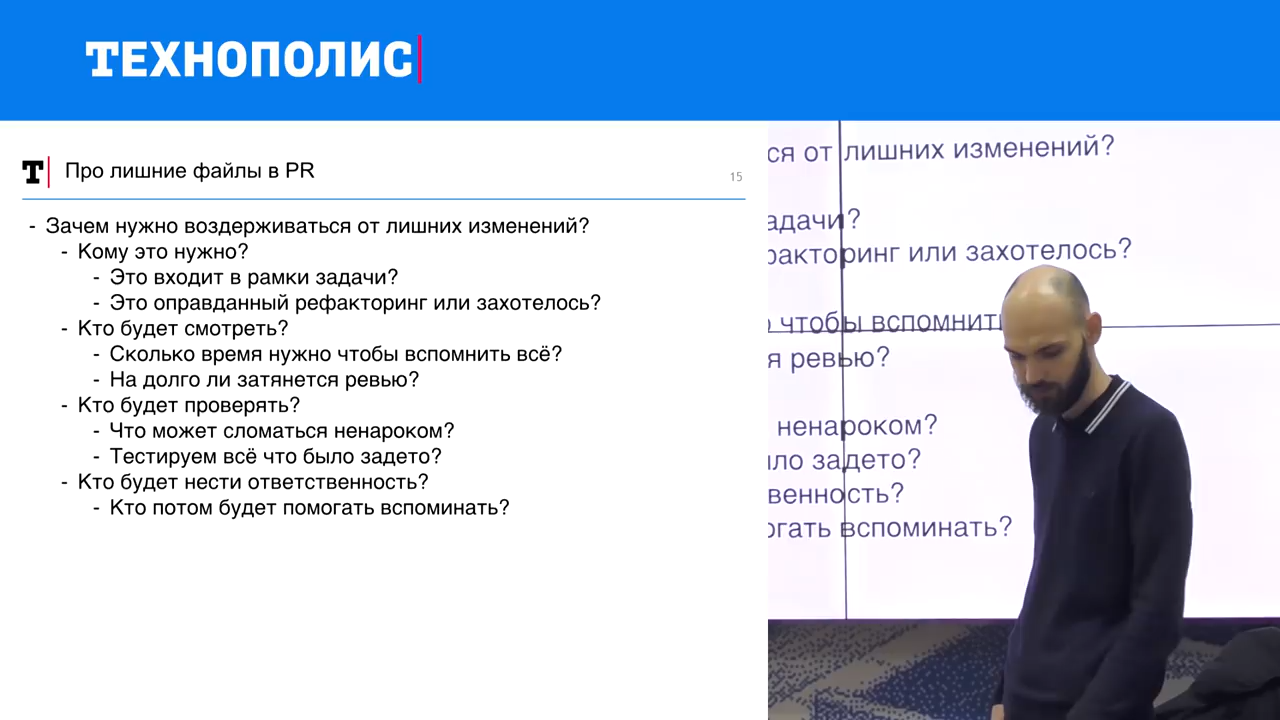 ТЕХНОПОЛИС
Т
Про лишние файлы в PR
15
- Зачем нужно воздерживаться от лишних изменений?
- Кому это нужно?
- Это входит в рамки задачи?
- Это оправданный рефакторинг или захотелось?
- Кто будет смотреть?
- Сколько время нужно чтобы вспомнить всё?
- На долго ли затянется ревью?
- Кто будет проверять?
- Что может сломаться ненароком?
- Тестируем всё что было задето?
- Кто будет нести ответственность?
- Кто потом будет помогать вспоминать?
ся от лишних изменений?
адачи?
факторинг или захотелось?
о чтобы вспомнить
я ревью?
ненароком?
ло задето?
венность?
огать вспоминать?